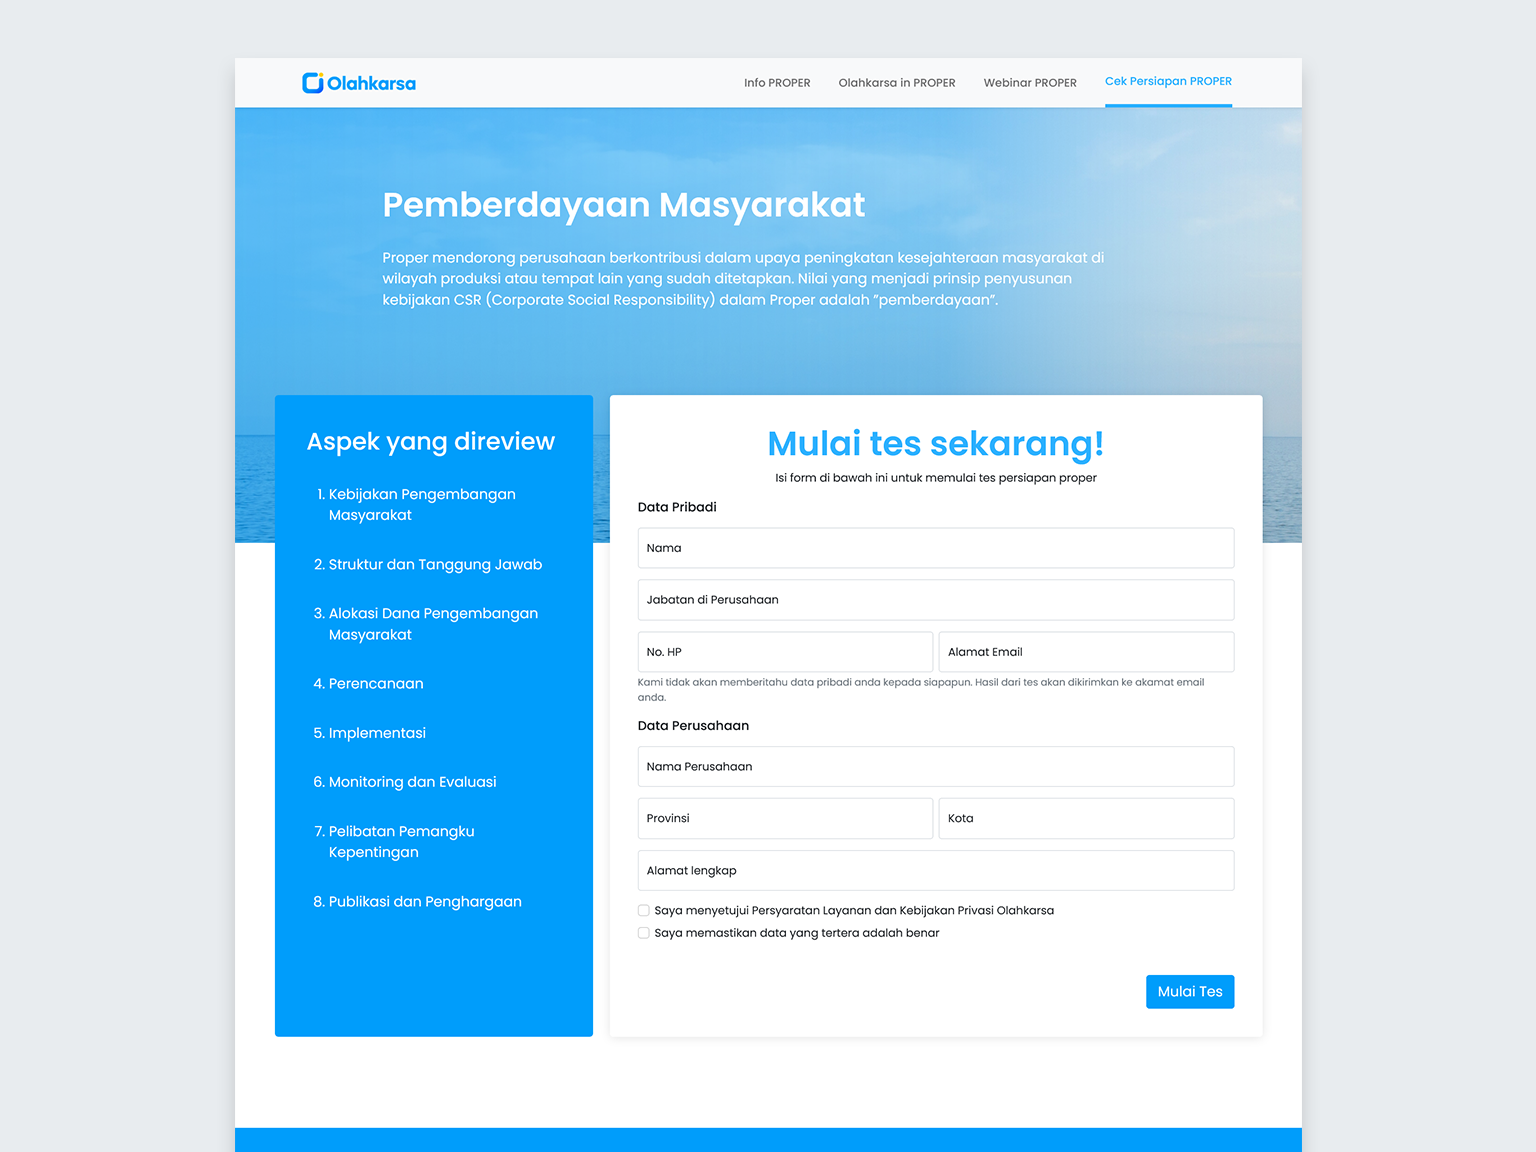 Olahkarsa
Info PROPER
Olahkarsa in PROPER
Webinar PROPER
Cek Persiapan PROPER
Pemberdayaan Masyarakat
Proper mendorong perusahaan berkontribusi dalam upaya peningkatan kesejahteraan masyarakat di
wilayah produksi atau tempat lain yang sudah ditetapkan. Nilai yang menjadi prinsip penyusunan
kebijakan CSR (Corporate Social Responsibility) dalam Proper adalah ”pemberdayaan”.
Aspek yang direview
1. Kebijakan Pengembangan
Masyarakat
2. Struktur dan Tanggung Jawab
3. Alokasi Dana Pengembangan
Masyarakat
4. Perencanaan
5. Implementasi
6. Monitoring dan Evaluasi
7. Pelibatan Pemangku
Kepentingan
8. Publikasi dan Penghargaan
Mulai tes sekarang!
Isi form di bawah ini untuk memulai tes persiapan proper
Data Pribadi
Nama
Jabatan di Perusahaan
No. HP
Alamat Email
Kami tidak akan memberitahu data pribadi anda kepada siapapun. Hasil dari tes akan dikirimkan ke akamat email
anda.
Data Perusahaan
Nama Perusahaan
Provinsi
Kota
Alamat lengkap
Saya menyetujui Persyaratan Layanan dan Kebijakan Privasi Olahkarsa
Saya memastikan data yang tertera adalah benar
Mulai Tes